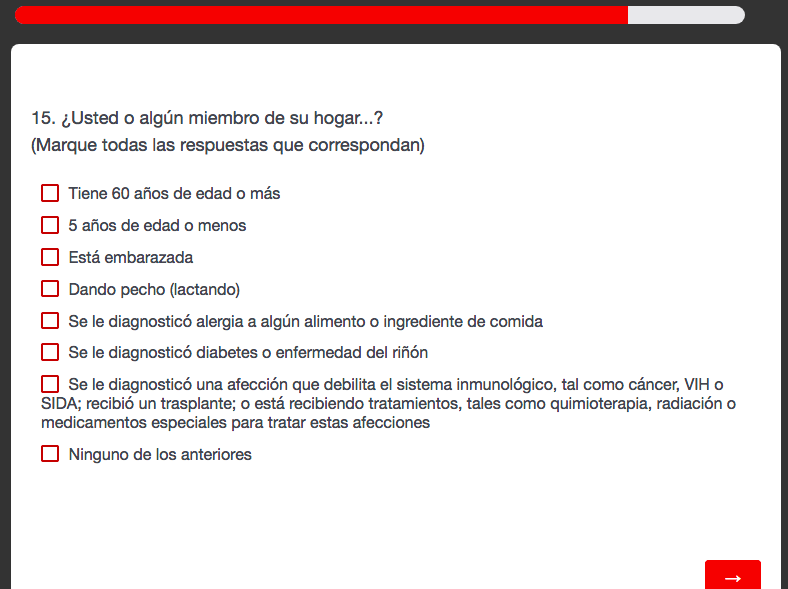 15. ¿Usted o algún miembro de su hogar...?
(Marque todas las respuestas que correspondan)
Tiene 60 años de edad o más
5 años de edad o menos
Está embarazada
Dando pecho (lactando)
Se le diagnosticó alergia a algún alimento o ingrediente de comida
Se le diagnosticó diabetes o enfermedad del riñón
Se le diagnosticó una afección que debilita el sistema inmunológico, tal como cáncer, VIH o
SIDA; recibió un trasplante; o está recibiendo tratamientos, tales como quimioterapia, radiación o
medicamentos especiales para tratar estas afecciones
Ninguno de los anteriores
→